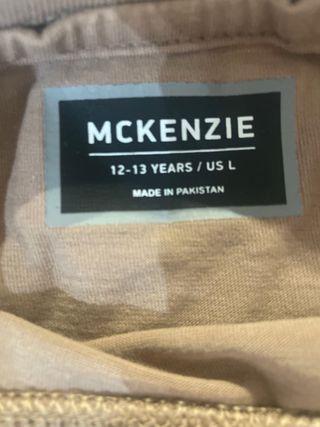 MCKENZIE
12-13 YEARS / US L
MADE IN PAKISTAN